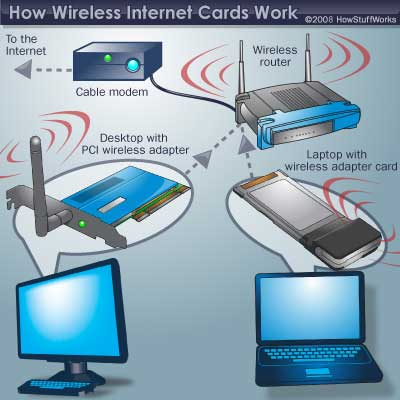 How Wireless Internet Cards Work
©2008 HowStuffWorks
To the
Internet
Cable modem
Wireless
router
Desktop with
PCI wireless adapter
Laptop with
wireless adapter card